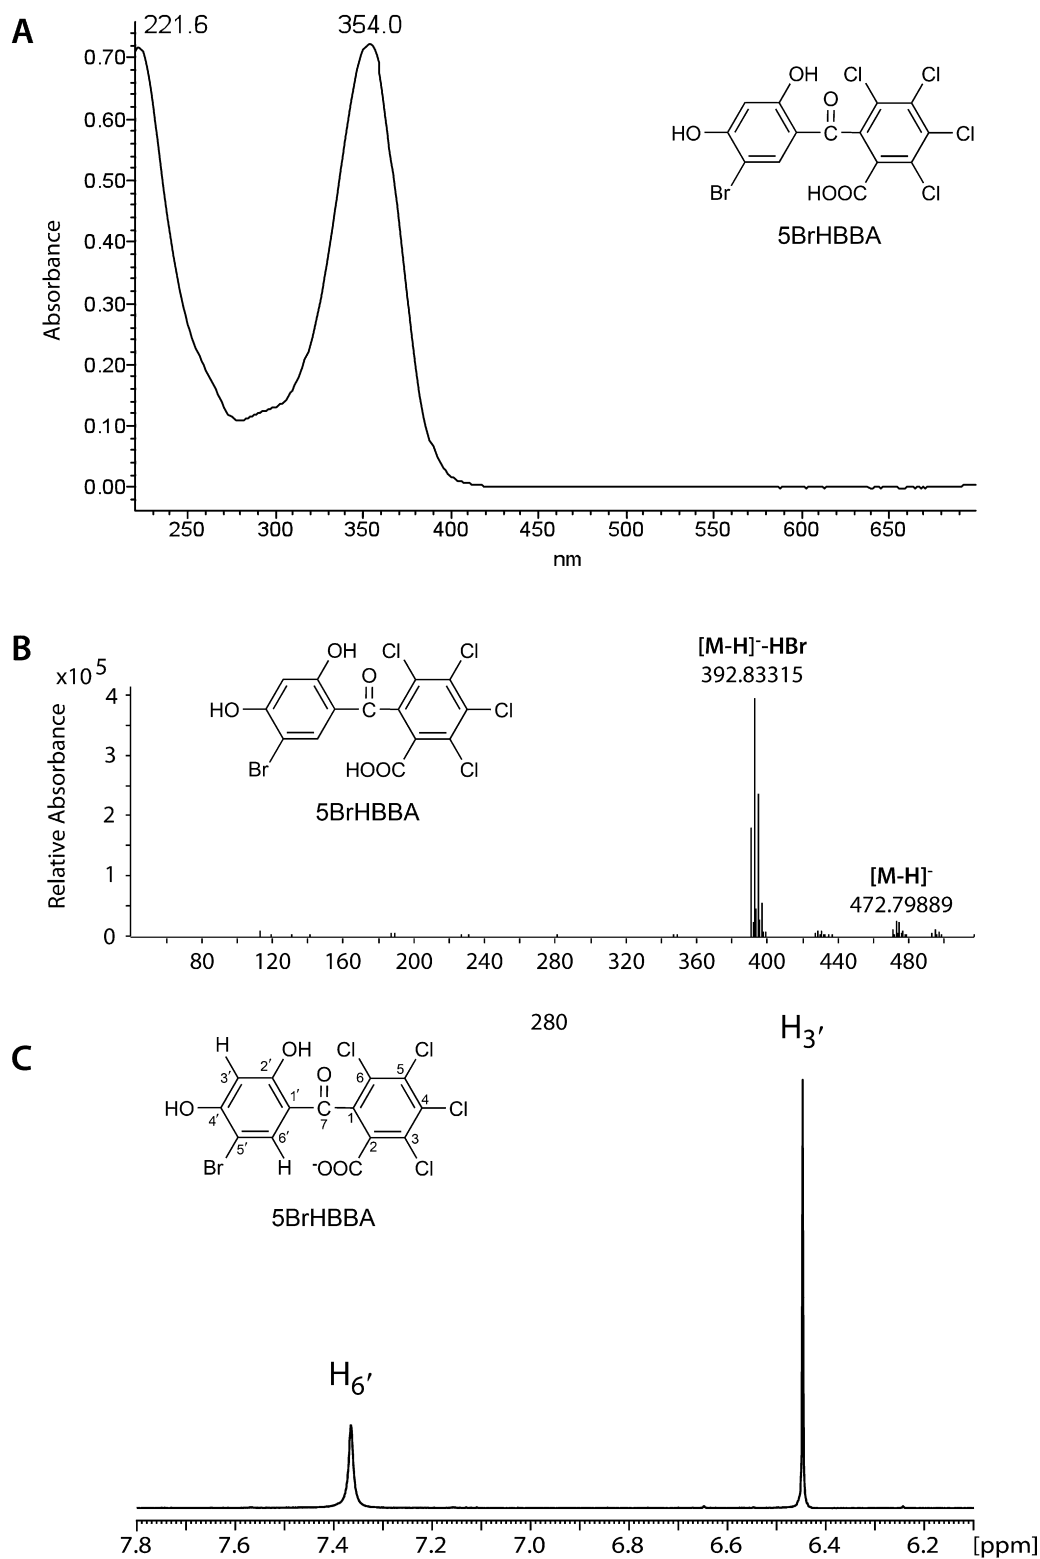 A
221.6 354.0
0.70
0.60
0.50
0.40
0.30
0.20
0.10
0.00
Absorbance
250 300 350 400 450 500 550 600 650
nm
OH Cl Cl
O
HO C Cl
Br HOOC Cl
5BrHBBA
B
[M-H]⁻-HBr
392.83315
x10⁵
4
3
2
1
0
Relative Absorbance
OH Cl Cl
O
HO C Cl
Br HOOC Cl
5BrHBBA
[M-H]⁻
472.79889
80 120 160 200 240 280 320 360 400 440 480
280
C
H₃′
H OH Cl Cl
3′ 2′ O 6 5
HO 4′ 1′ C 7 1 4 Cl
5′ 6′ 2 3
Br H ⁻OOC Cl
5BrHBBA
H₆′
7.8 7.6 7.4 7.2 7.0 6.8 6.6 6.4 6.2 [ppm]